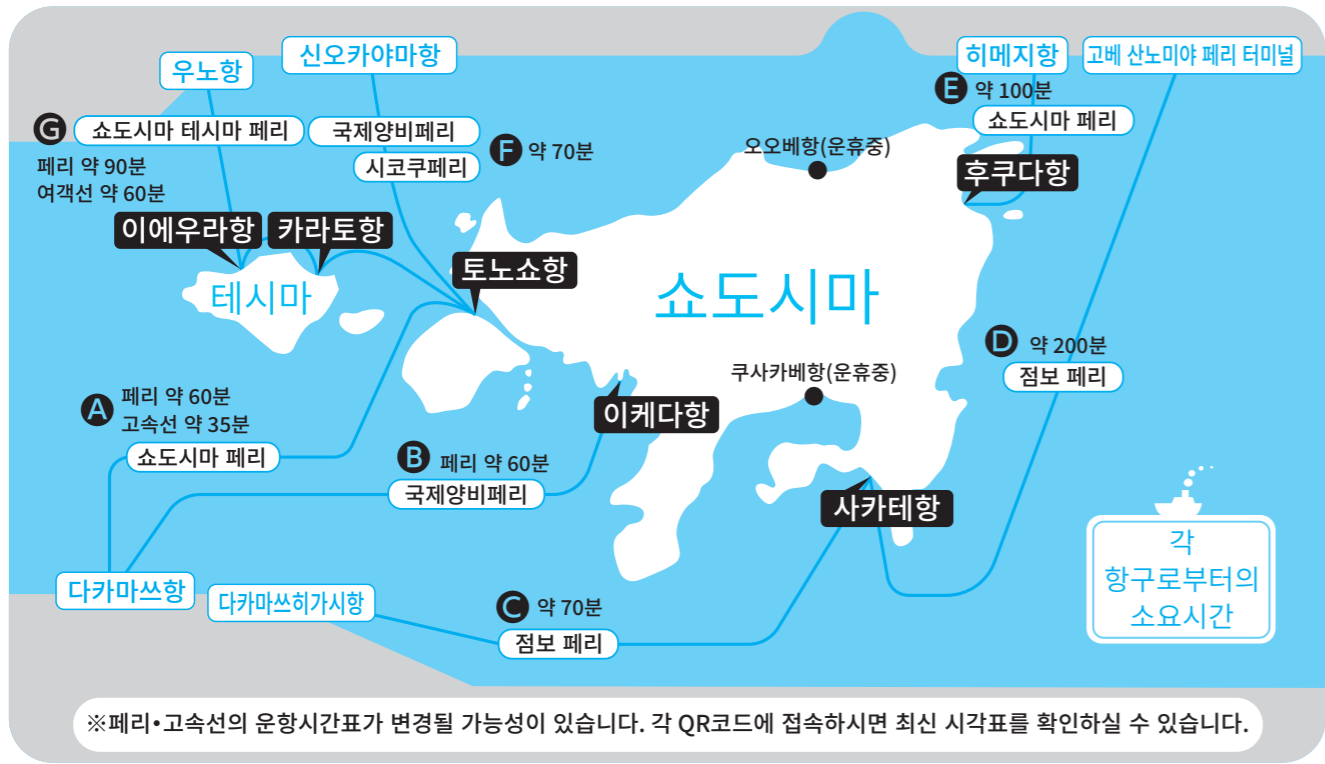 우노항
신오카야마항
히메지항
고베 산노미야 페리 터미널
G
쇼도시마 테시마 페리
페리 약 90분
여객선 약 60분
국제양비페리
시코쿠페리
F 약 70분
E 약 100분
쇼도시마 페리
오오베항(운휴중)
후쿠다항
이에우라항
카라토항
토노쇼항
테시마
쇼도시마
D 약 200분
점보 페리
쿠사카베항(운휴중)
A
페리 약 60분
고속선 약 35분
쇼도시마 페리
이케다항
B 페리 약 60분
국제양비페리
사카테항
각
항구로부터의
소요시간
다카마쓰항
다카마쓰히가시항
C 약 70분
점보 페리
※페리•고속선의 운항시간표가 변경될 가능성이 있습니다. 각 QR코드에 접속하시면 최신 시각표를 확인하실 수 있습니다.